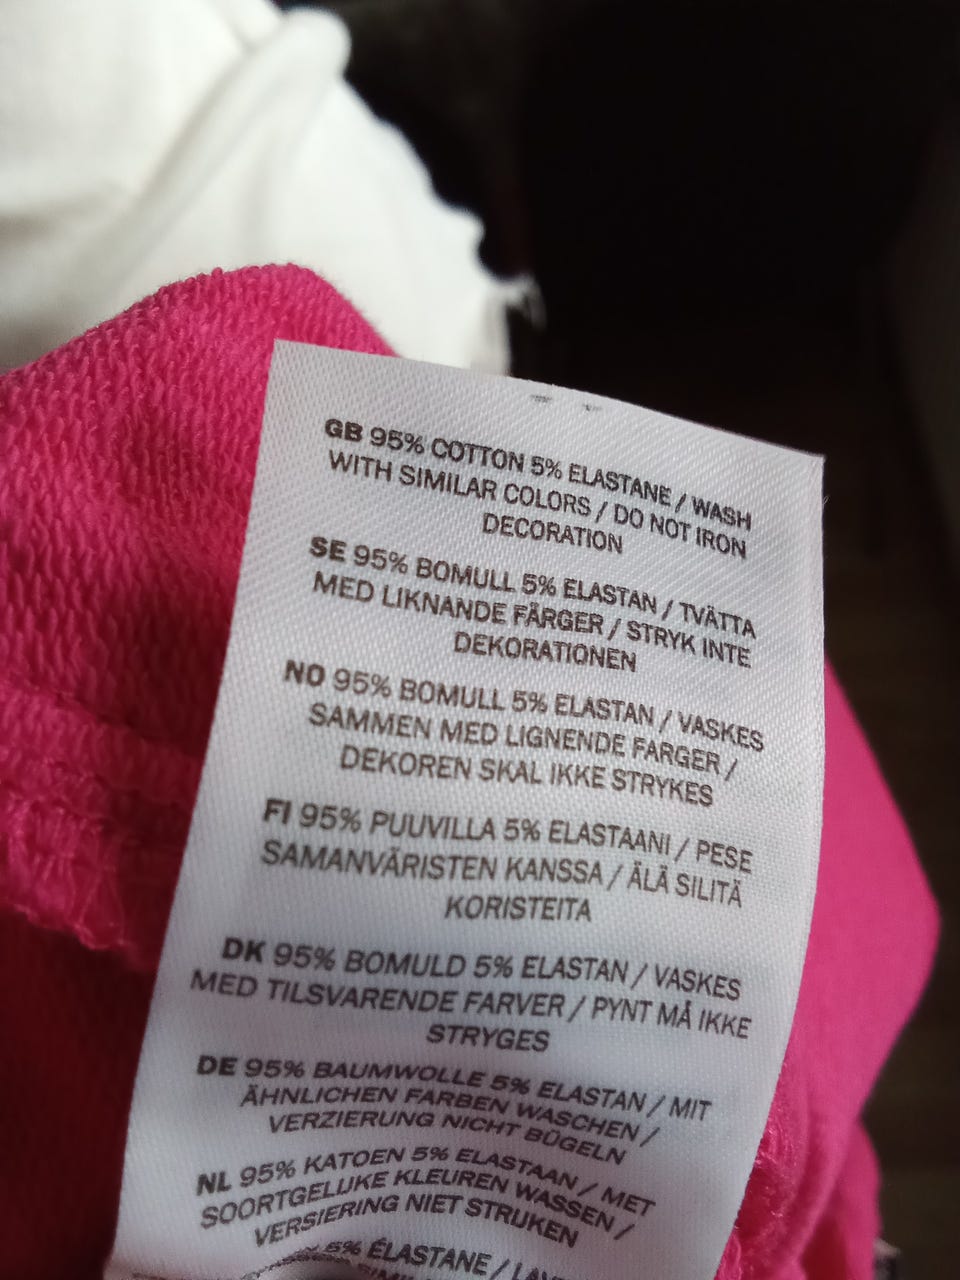 GB 95% COTTON 5% ELASTANE / WASH
WITH SIMILAR COLORS / DO NOT IRON
DECORATION
SE 95% BOMULL 5% ELASTAN / TVÄTTA
MED LIKNANDE FÄRGER / STRYK INTE
DEKORATIONEN
NO 95% BOMULL 5% ELASTAN / VASKES
SAMMEN MED LIGNENDE FARGER /
DEKOREN SKAL IKKE STRYKES
FI 95% PUUVILLA 5% ELASTAANI / PESE
SAMANVÄRISTEN KANSSA / ÄLÄ SILITÄ
KORISTEITA
DK 95% BOMULD 5% ELASTAN / VASKES
MED TILSVARENDE FARVER / PYNT MÅ IKKE
STRYGES
DE 95% BAUMWOLLE 5% ELASTAN / MIT
ÄHNLICHEN FARBEN WASCHEN /
VERZIERUNG NICHT BÜGELN
NL 95% KATOEN 5% ELASTAAN / MET
SOORTGELIJKE KLEUREN WASSEN /
VERSIERING NIET STRIJKEN
5% ÉLASTANE /